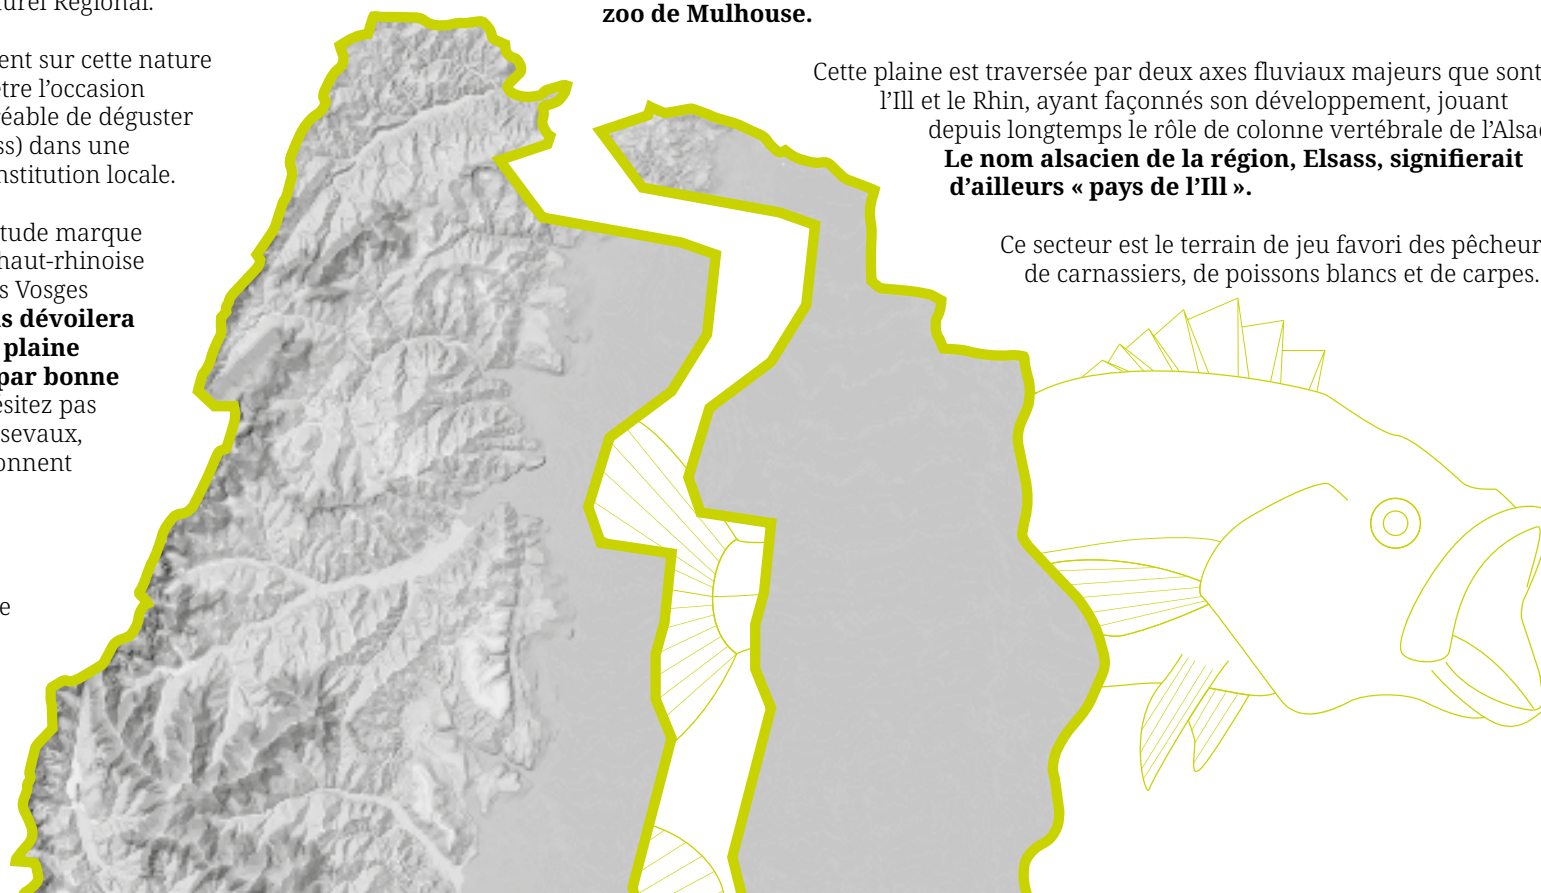 urel Régional.
ent sur cette nature
être l’occasion
éable de déguster
ss) dans une
nstitution locale.
tude marque
haut-rhinoise
s Vosges
s dévoilera
plaine
par bonne
ésitez pas
sevaux,
onnent
e
zoo de Mulhouse.
Cette plaine est traversée par deux axes fluviaux majeurs que sont
l’Ill et le Rhin, ayant façonnés son développement, jouant
depuis longtemps le rôle de colonne vertébrale de l’Alsa
Le nom alsacien de la région, Elsass, signifierait
d’ailleurs « pays de l’Ill ».
Ce secteur est le terrain de jeu favori des pêcheur
de carnassiers, de poissons blancs et de carpes.